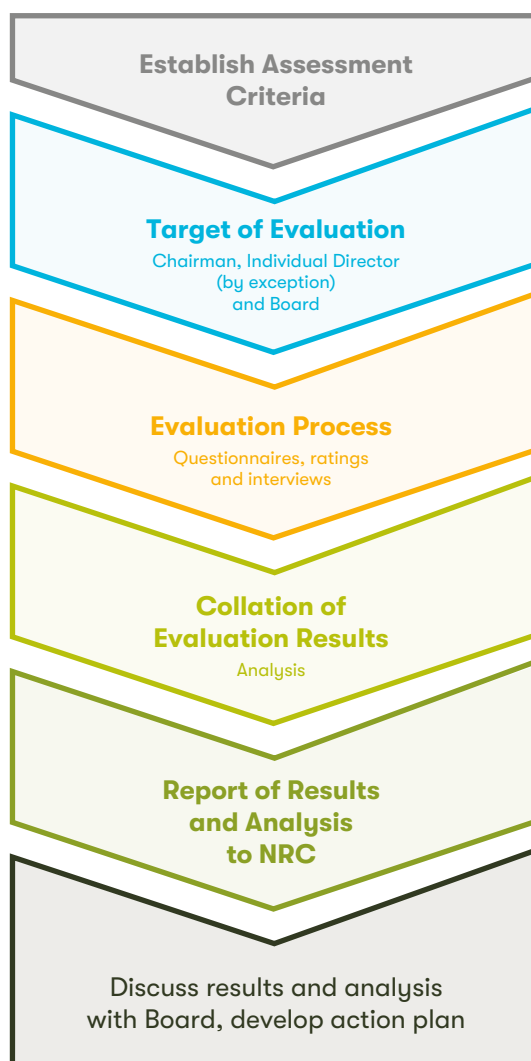 Establish Assessment
Criteria
Target of Evaluation
Chairman, Individual Director
(by exception)
and Board
Evaluation Process
Questionnaires, ratings
and interviews
Collation of
Evaluation Results
Analysis
Report of Results
and Analysis
to NRC
Discuss results and analysis
with Board, develop action plan